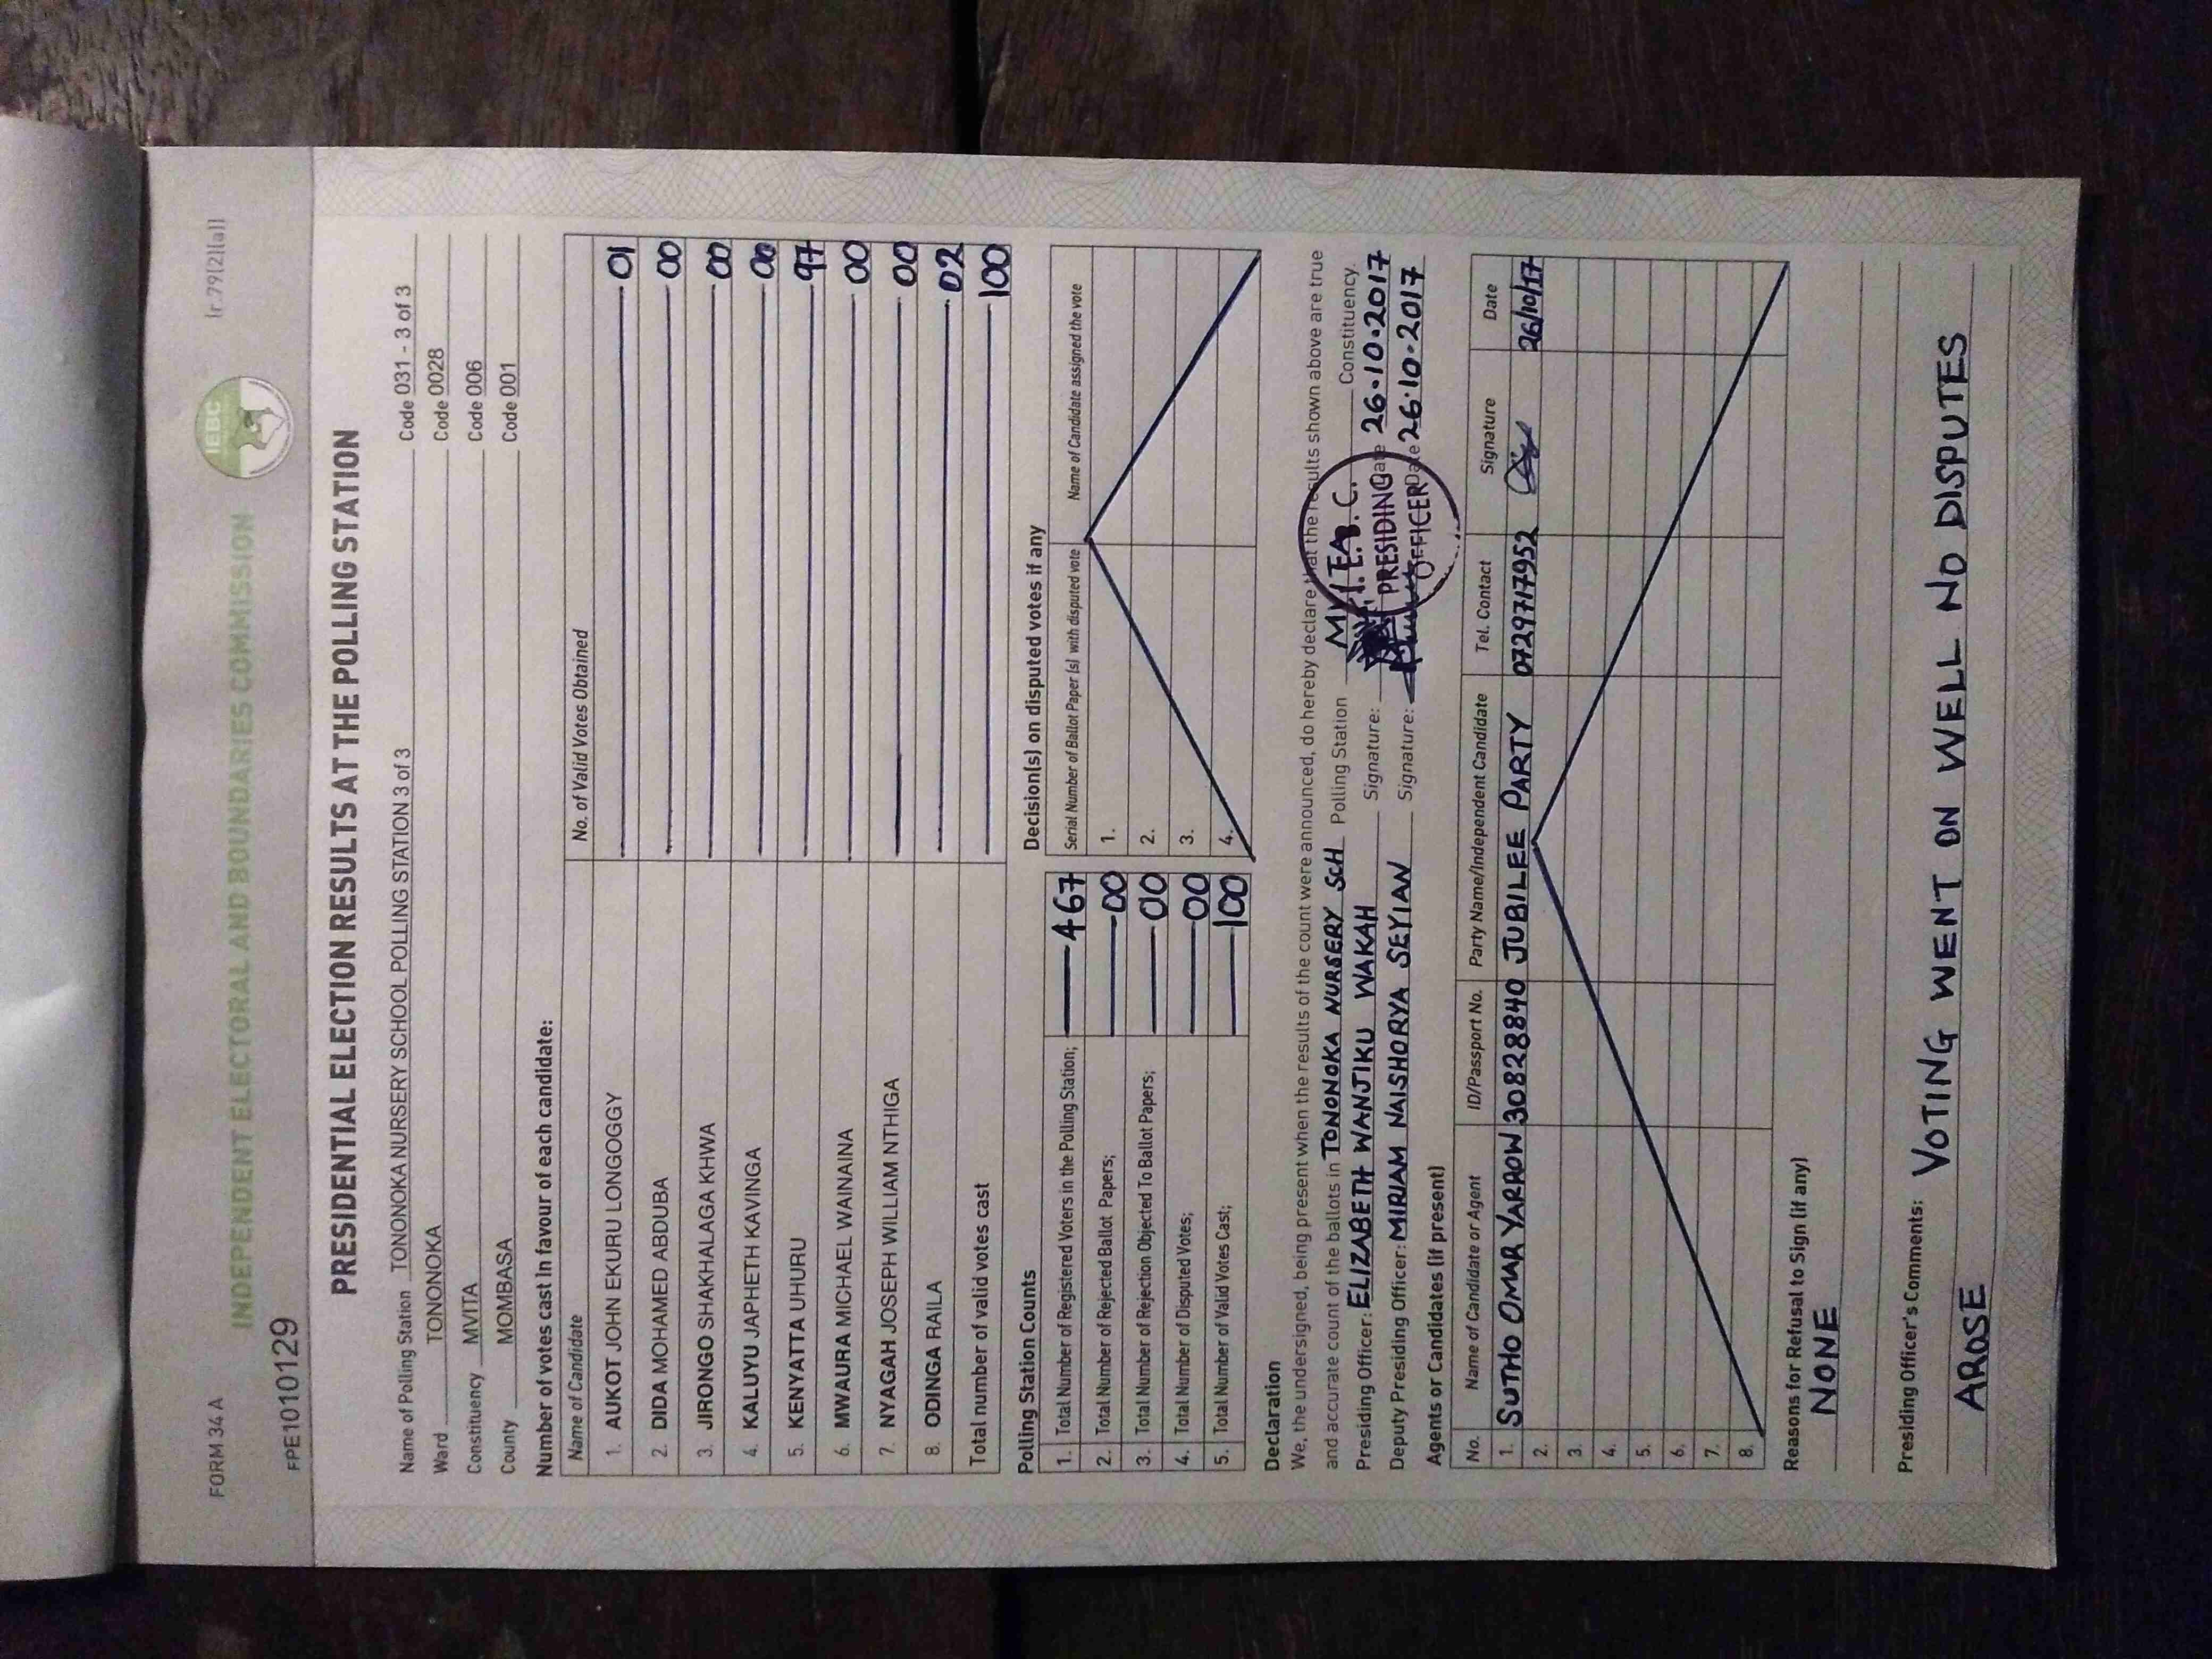 FORM 34 A
(r.79(2)(a))
INDEPENDENT ELECTORAL AND BOUNDARIES COMMISSION
IEBC
FPE1010129
PRESIDENTIAL ELECTION RESULTS AT THE POLLING STATION
Name of Polling Station TONONOKA NURSERY SCHOOL POLLING STATION 3 of 3 Code 031 - 3 of 3
Ward TONONOKA Code 0028
Constituency MVITA Code 006
County MOMBASA Code 001
Number of votes cast in favour of each candidate:
Name of Candidate No. of Valid Votes Obtained
1. AUKOT JOHN EKURU LONGOGGY 01
2. DIDA MOHAMED ABDUBA 00
3. JIRONGO SHAKHALAGA KHWA 00
4. KALUYU JAPHETH KAVINGA 00
5. KENYATTA UHURU 97
6. MWAURA MICHAEL WAINAINA 00
7. NYAGAH JOSEPH WILLIAM NTHIGA 00
8. ODINGA RAILA 02
Total number of valid votes cast 100
Polling Station Counts
1. Total Number of Registered Voters in the Polling Station; 467
2. Total Number of Rejected Ballot Papers; 00
3. Total Number of Rejection Objected To Ballot Papers; 00
4. Total Number of Disputed Votes; 00
5. Total Number of Valid Votes Cast; 100
Decision(s) on disputed votes if any
Serial Number of Ballot Paper (s) with disputed vote Name of Candidate assigned the vote
1.
2.
3.
4.
Declaration
We, the undersigned, being present when the results of the count were announced, do hereby declare that the results shown above are true
and accurate count of the ballots in TONONOKA NURSERY SCH Polling Station Constituency.
Presiding Officer: ELIZABETH WANJIKU WAKAH Signature: Date 26.10.2017
Deputy Presiding Officer: MIRIAM NAISHORYA SEYIAN Signature: Date 26.10.2017
PRESIDING
OFFICER
Agents or Candidates (if present)
No. Name of Candidate or Agent ID/Passport No. Party Name/Independent Candidate Tel. Contact Signature Date
1. SUTHO OMAR YARROW 30828840 JUBILEE PARTY 0729717952 26/10/17
2.
3.
4.
5.
6.
7.
8.
Reasons for Refusal to Sign (if any)
NONE
Presiding Officer's Comments: VOTING WENT ON WELL NO DISPUTES
AROSE